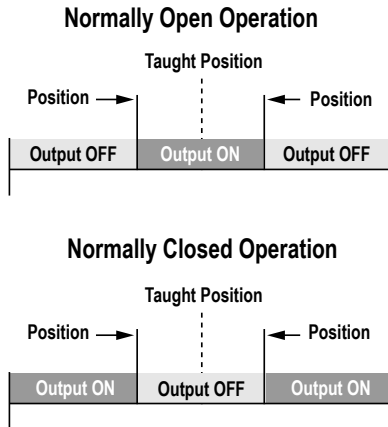 Normally Open Operation
Taught Position
Position Position
Output OFF Output ON Output OFF
Normally Closed Operation
Taught Position
Position Position
Output ON Output OFF Output ON